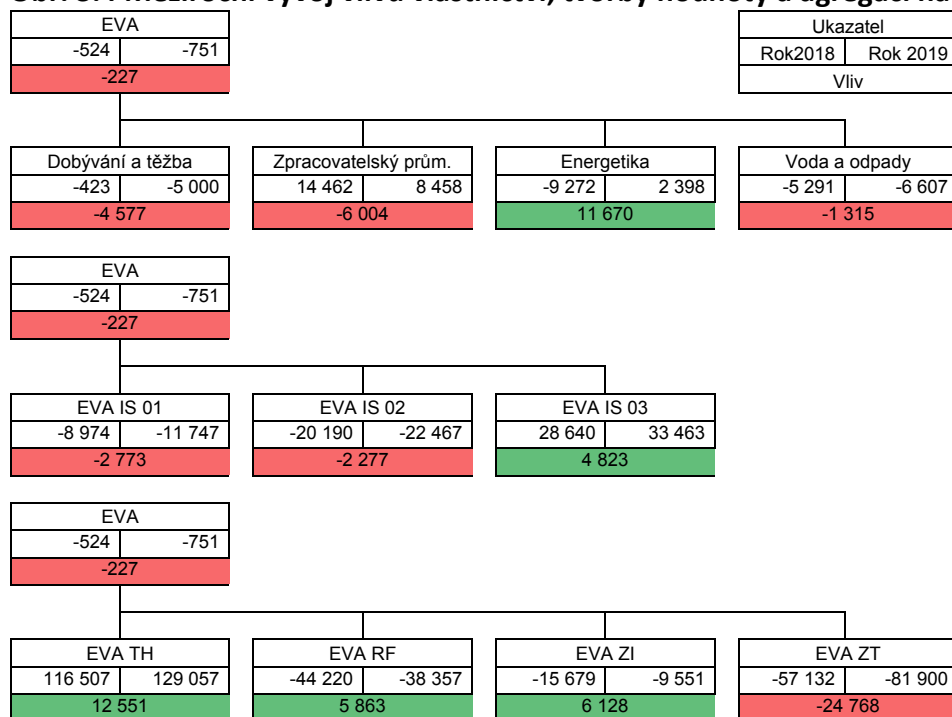 EVA
-524 -751
-227
Ukazatel
Rok2018 Rok 2019
Vliv
Dobývání a těžba
-423 -5 000
-4 577
Zpracovatelský prům.
14 462 8 458
-6 004
Energetika
-9 272 2 398
11 670
Voda a odpady
-5 291 -6 607
-1 315
EVA
-524 -751
-227
EVA IS 01
-8 974 -11 747
-2 773
EVA IS 02
-20 190 -22 467
-2 277
EVA IS 03
28 640 33 463
4 823
EVA
-524 -751
-227
EVA TH
116 507 129 057
12 551
EVA RF
-44 220 -38 357
5 863
EVA ZI
-15 679 -9 551
6 128
EVA ZT
-57 132 -81 900
-24 768